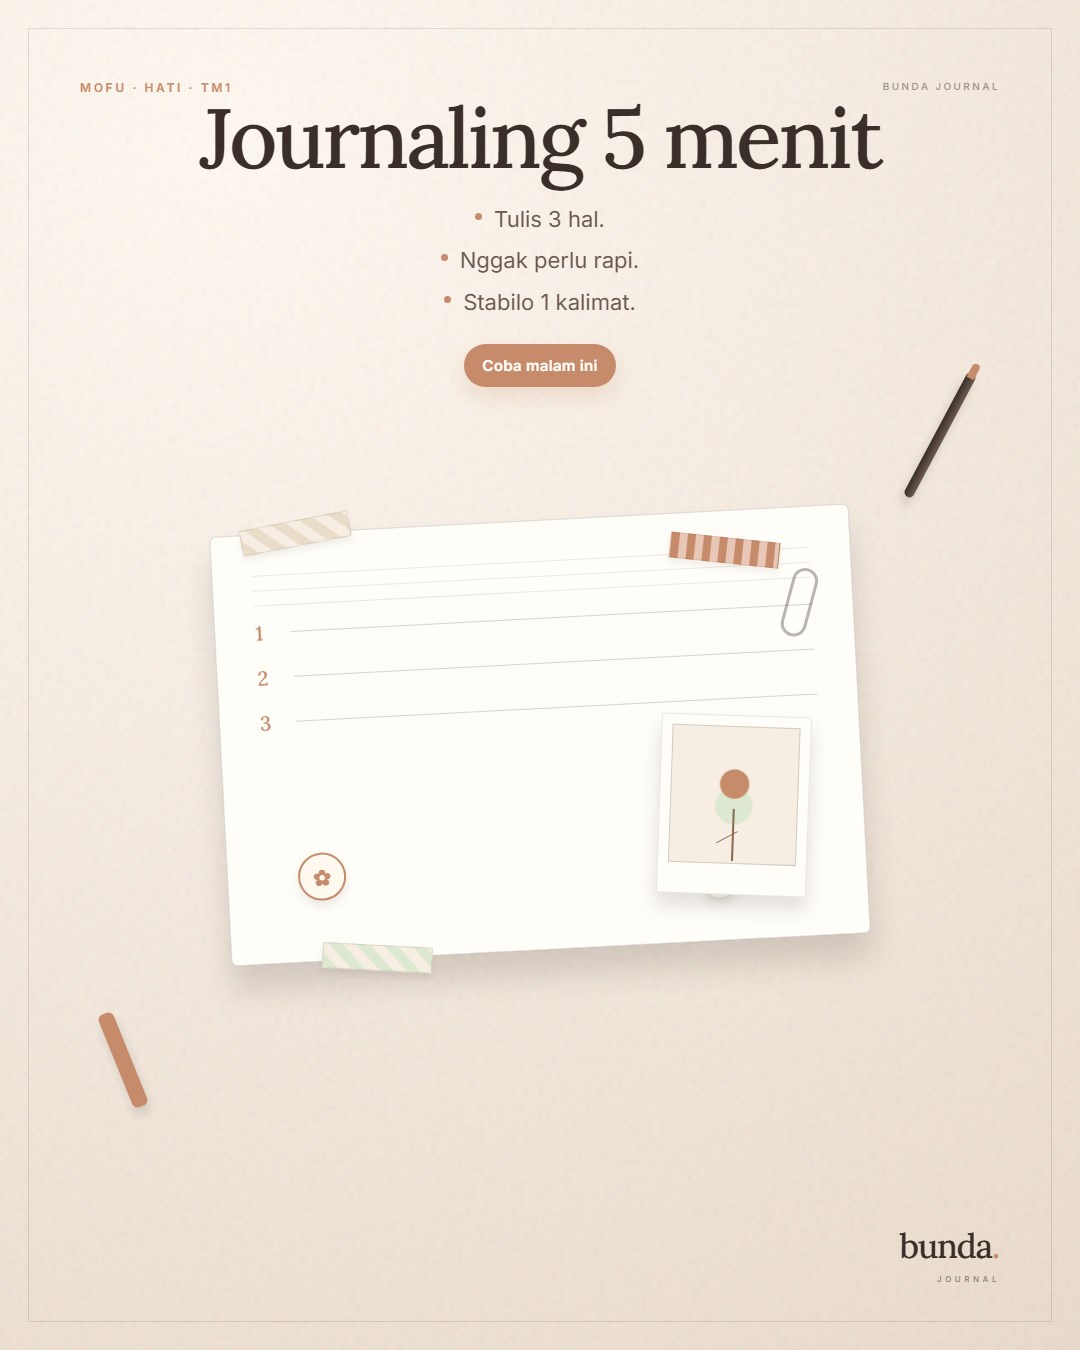 MOFU · HATI · TM1
BUNDA JOURNAL
Journaling 5 menit
• Tulis 3 hal.
• Nggak perlu rapi.
• Stabilo 1 kalimat.
Coba malam ini
1
2
3
bunda.
JOURNAL